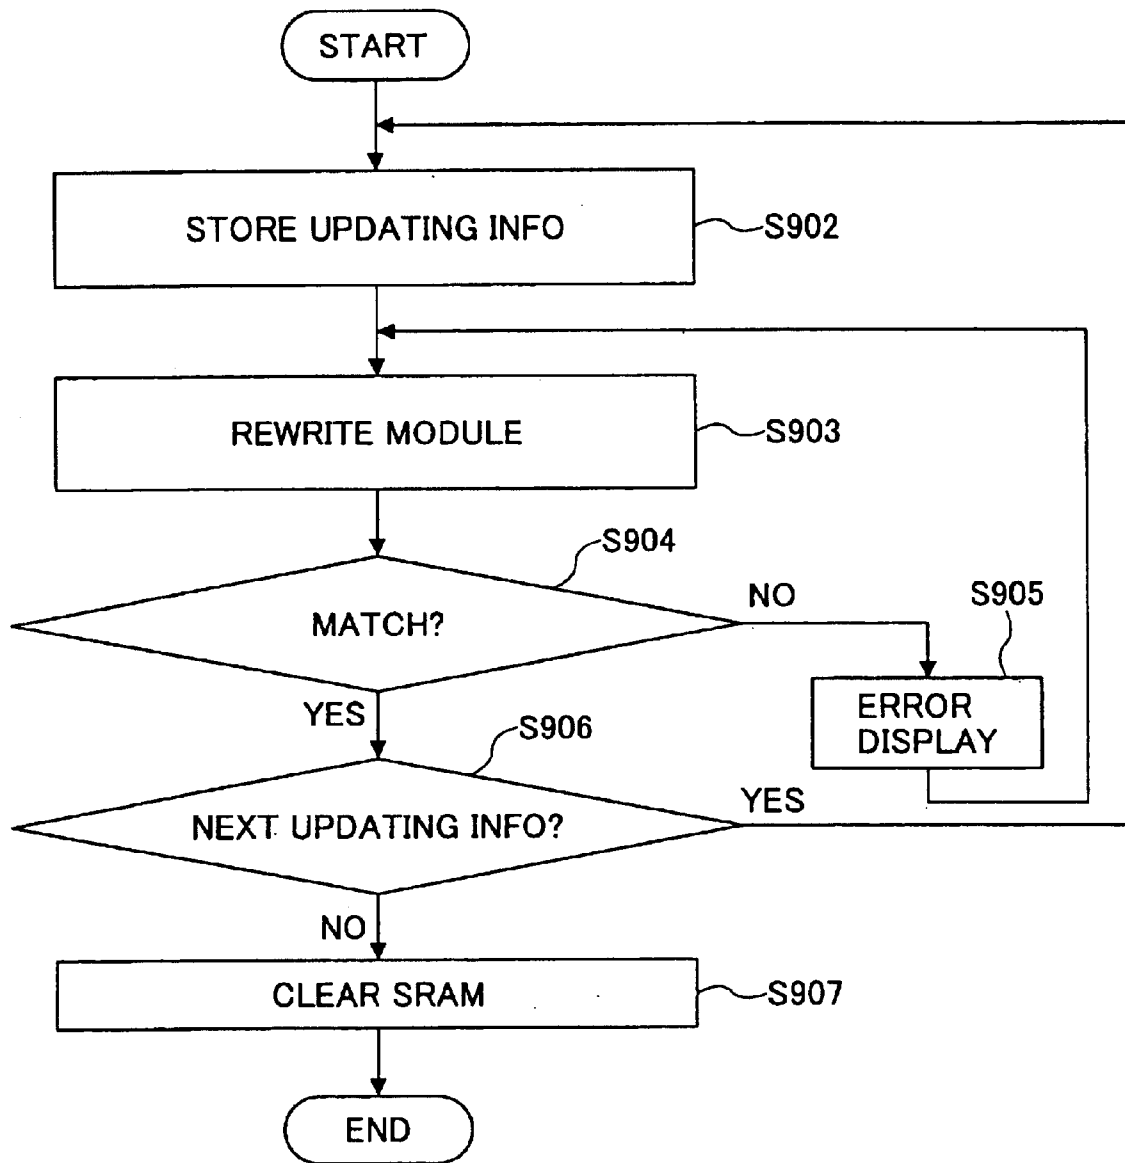 START
STORE UPDATING INFO
S902
REWRITE MODULE
S903
S904
MATCH?
NO
S905
ERROR
DISPLAY
YES
S906
NEXT UPDATING INFO?
YES
NO
CLEAR SRAM
S907
END